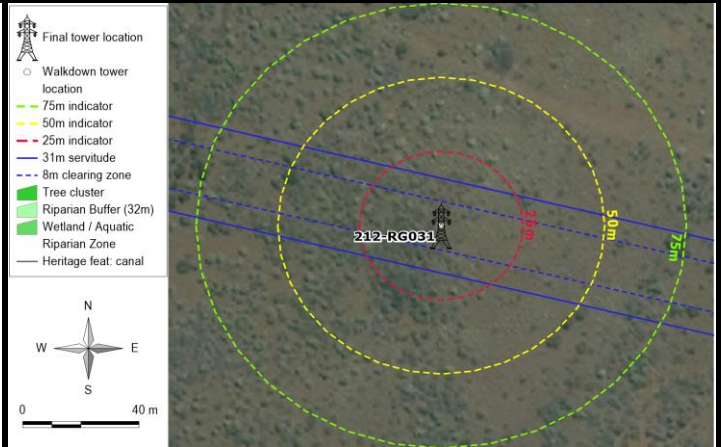 Final tower location
Walkdown tower
location
75m indicator
50m indicator
25m indicator
31m servitude
8m clearing zone
Tree cluster
Riparian Buffer (32m)
Wetland / Aquatic
Riparian Zone
Heritage feat: canal
N
W E
S
0 40 m
212-RG031
25m
50m
75m